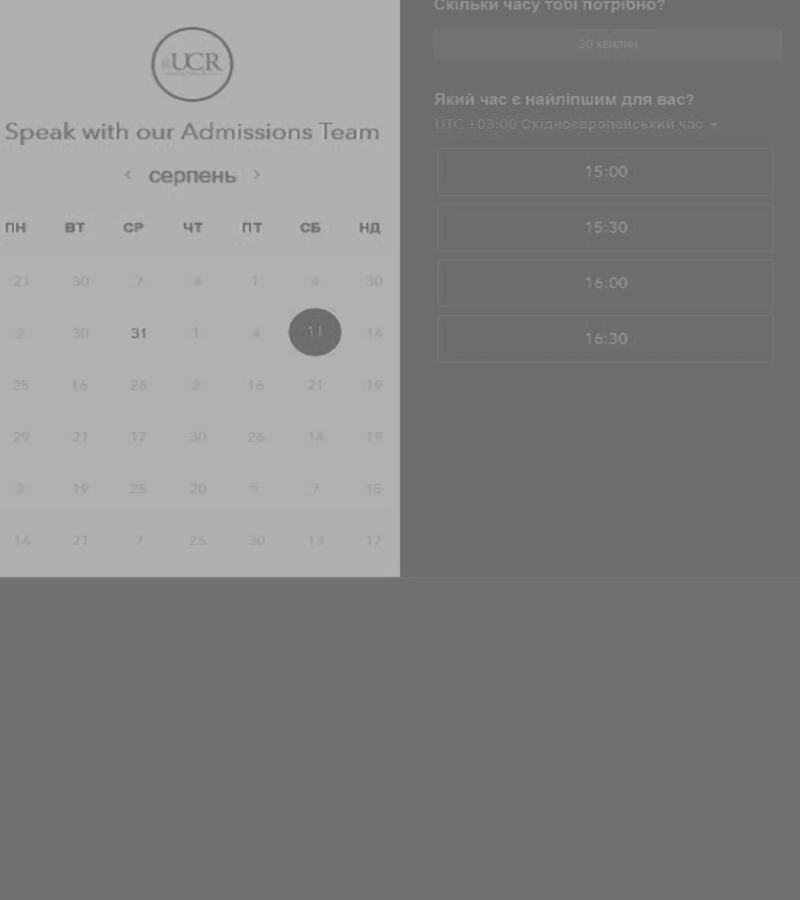 UCR
Speak with our Admissions Team
< серпень >
ПН ВТ СР ЧТ ПТ СБ НД
21 30 7 4 1 4 30
2 30 31 1 4 11 14
25 16 26 2 16 21 19
29 21 17 30 26 14 19
2 19 25 20 5 7 15
14 21 7 26 30 13 17
Скільки часу тобі потрібно?
30 хвилин
Який час є найліпшим для вас?
UTC +03:00 Східноєвропейський час
15:00
15:30
16:00
16:30